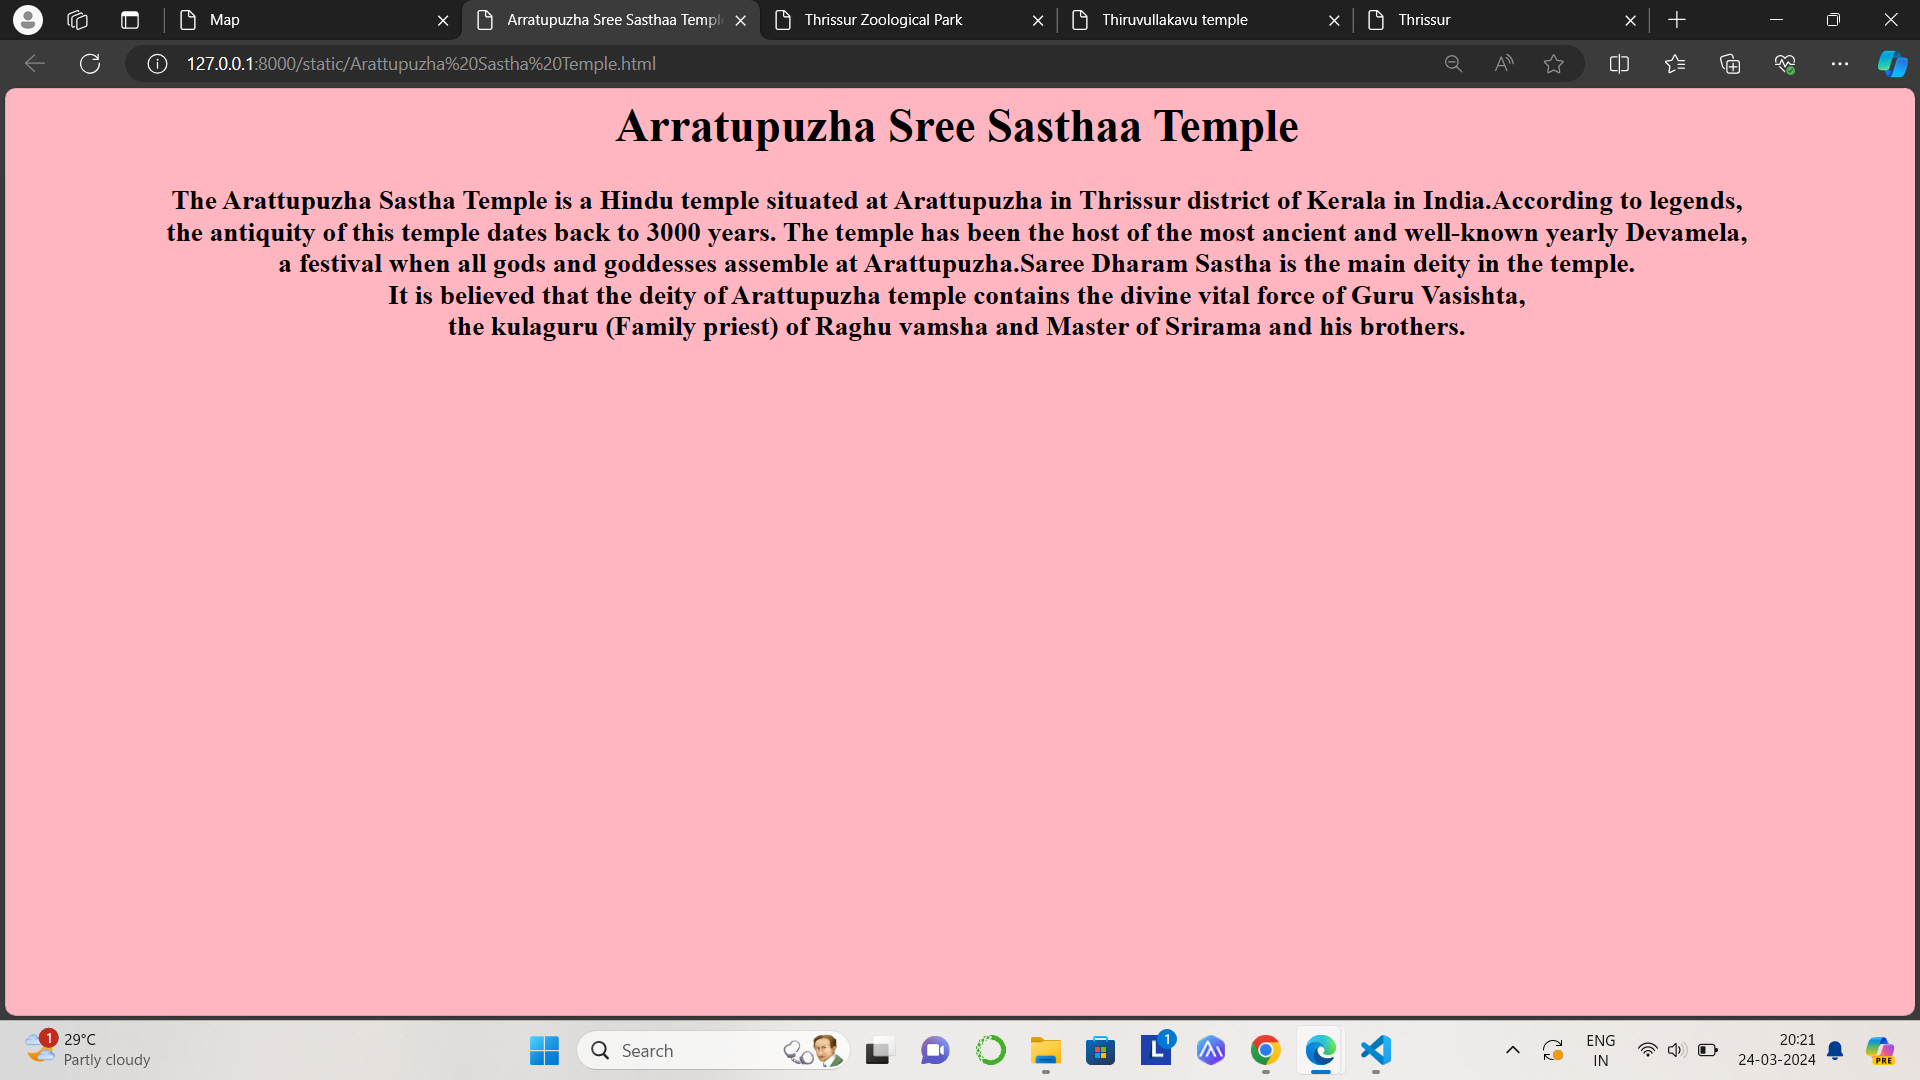 Map
Arratupuzha Sree Sasthaa Templ
Thrissur Zoological Park
Thiruvullakavu temple
Thrissur
127.0.0.1:8000/static/Arattupuzha%20Sastha%20Temple.html
Arratupuzha Sree Sasthaa Temple
The Arattupuzha Sastha Temple is a Hindu temple situated at Arattupuzha in Thrissur district of Kerala in India.According to legends,
the antiquity of this temple dates back to 3000 years. The temple has been the host of the most ancient and well-known yearly Devamela,
a festival when all gods and goddesses assemble at Arattupuzha.Saree Dharam Sastha is the main deity in the temple.
It is believed that the deity of Arattupuzha temple contains the divine vital force of Guru Vasishta,
the kulaguru (Family priest) of Raghu vamsha and Master of Srirama and his brothers.
1
29°C
Partly cloudy
Search
L
1
ENG
IN
20:21
24-03-2024
PRE